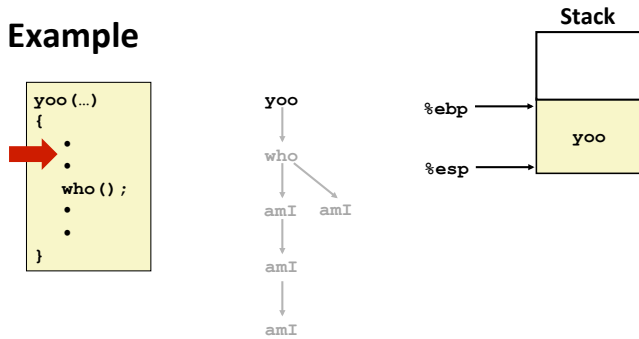 Example
Stack
yoo(…)
{
•
•
who();
•
•
}
yoo
who
amI amI
amI
amI
%ebp
yoo
%esp